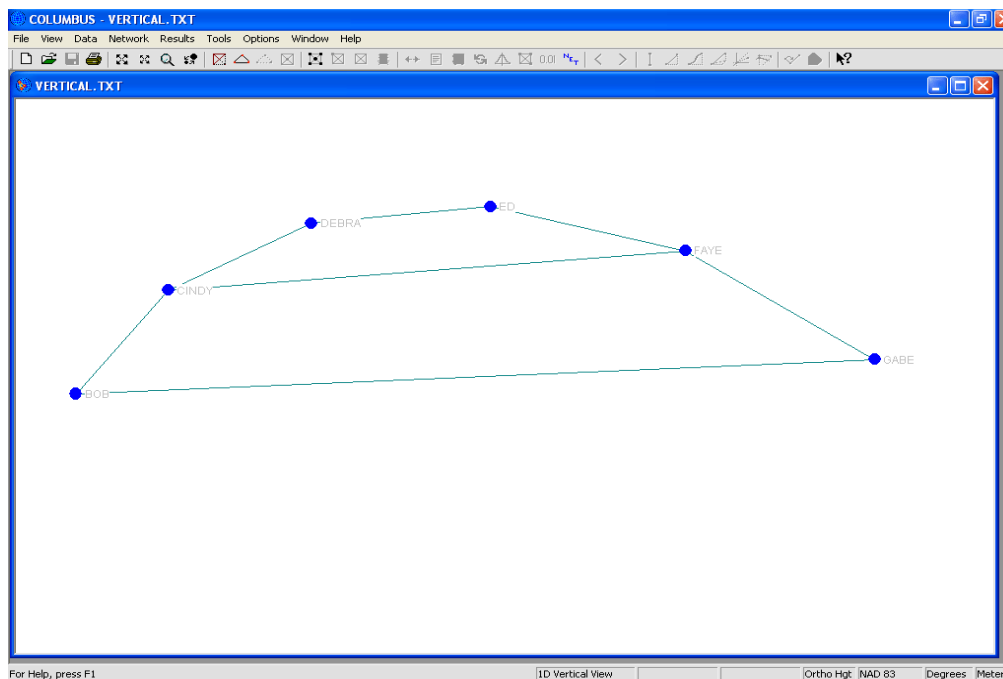 COLUMBUS - VERTICAL.TXT
File View Data Network Results Tools Options Window Help
0.01 NET
VERTICAL.TXT
ED
DEBRA
FAYE
CINDY
GABE
BOB
For Help, press F1 1D Vertical View Ortho Hgt NAD 83 Degrees Meter